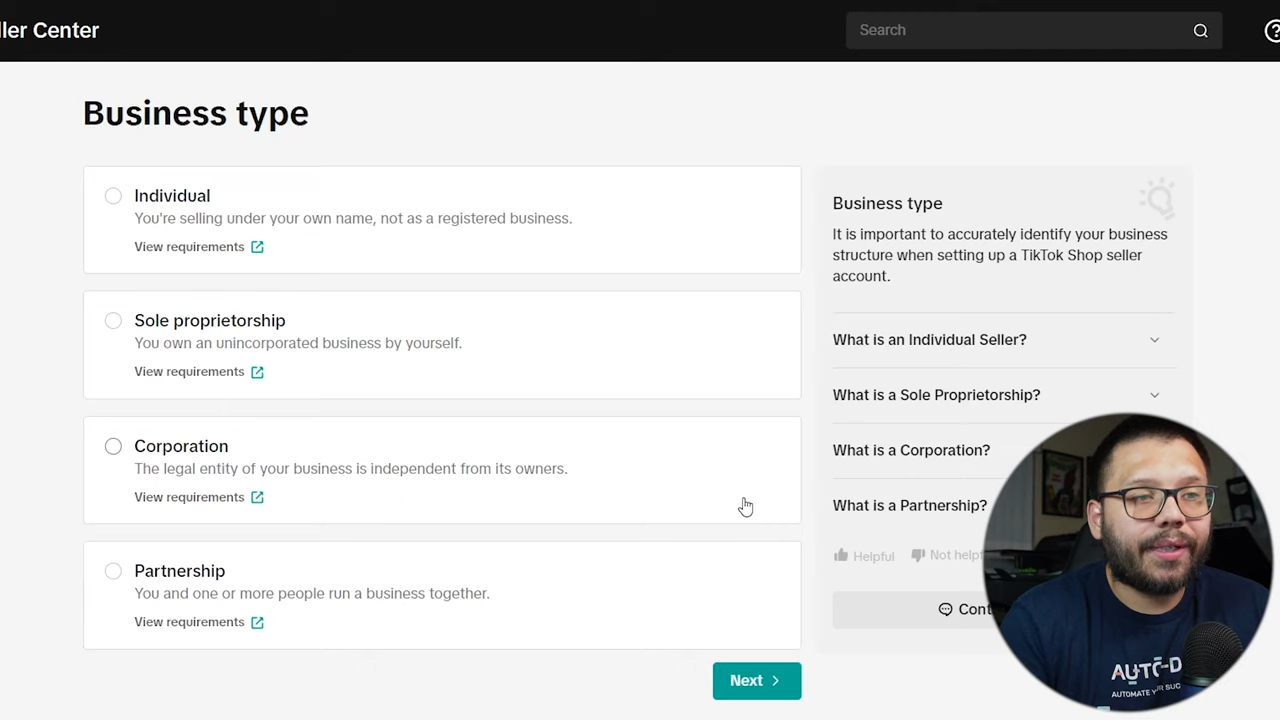 ller Center
Search
Business type
Individual
You're selling under your own name, not as a registered business.
View requirements
Sole proprietorship
You own an unincorporated business by yourself.
View requirements
Corporation
The legal entity of your business is independent from its owners.
View requirements
Partnership
You and one or more people run a business together.
View requirements
Next
Business type
It is important to accurately identify your business
structure when setting up a TikTok Shop seller
account.
What is an Individual Seller?
What is a Sole Proprietorship?
What is a Corporation?
What is a Partnership?
Helpful Not helpf
Cont
AUTO-D
AUTOMATE YOUR SUC